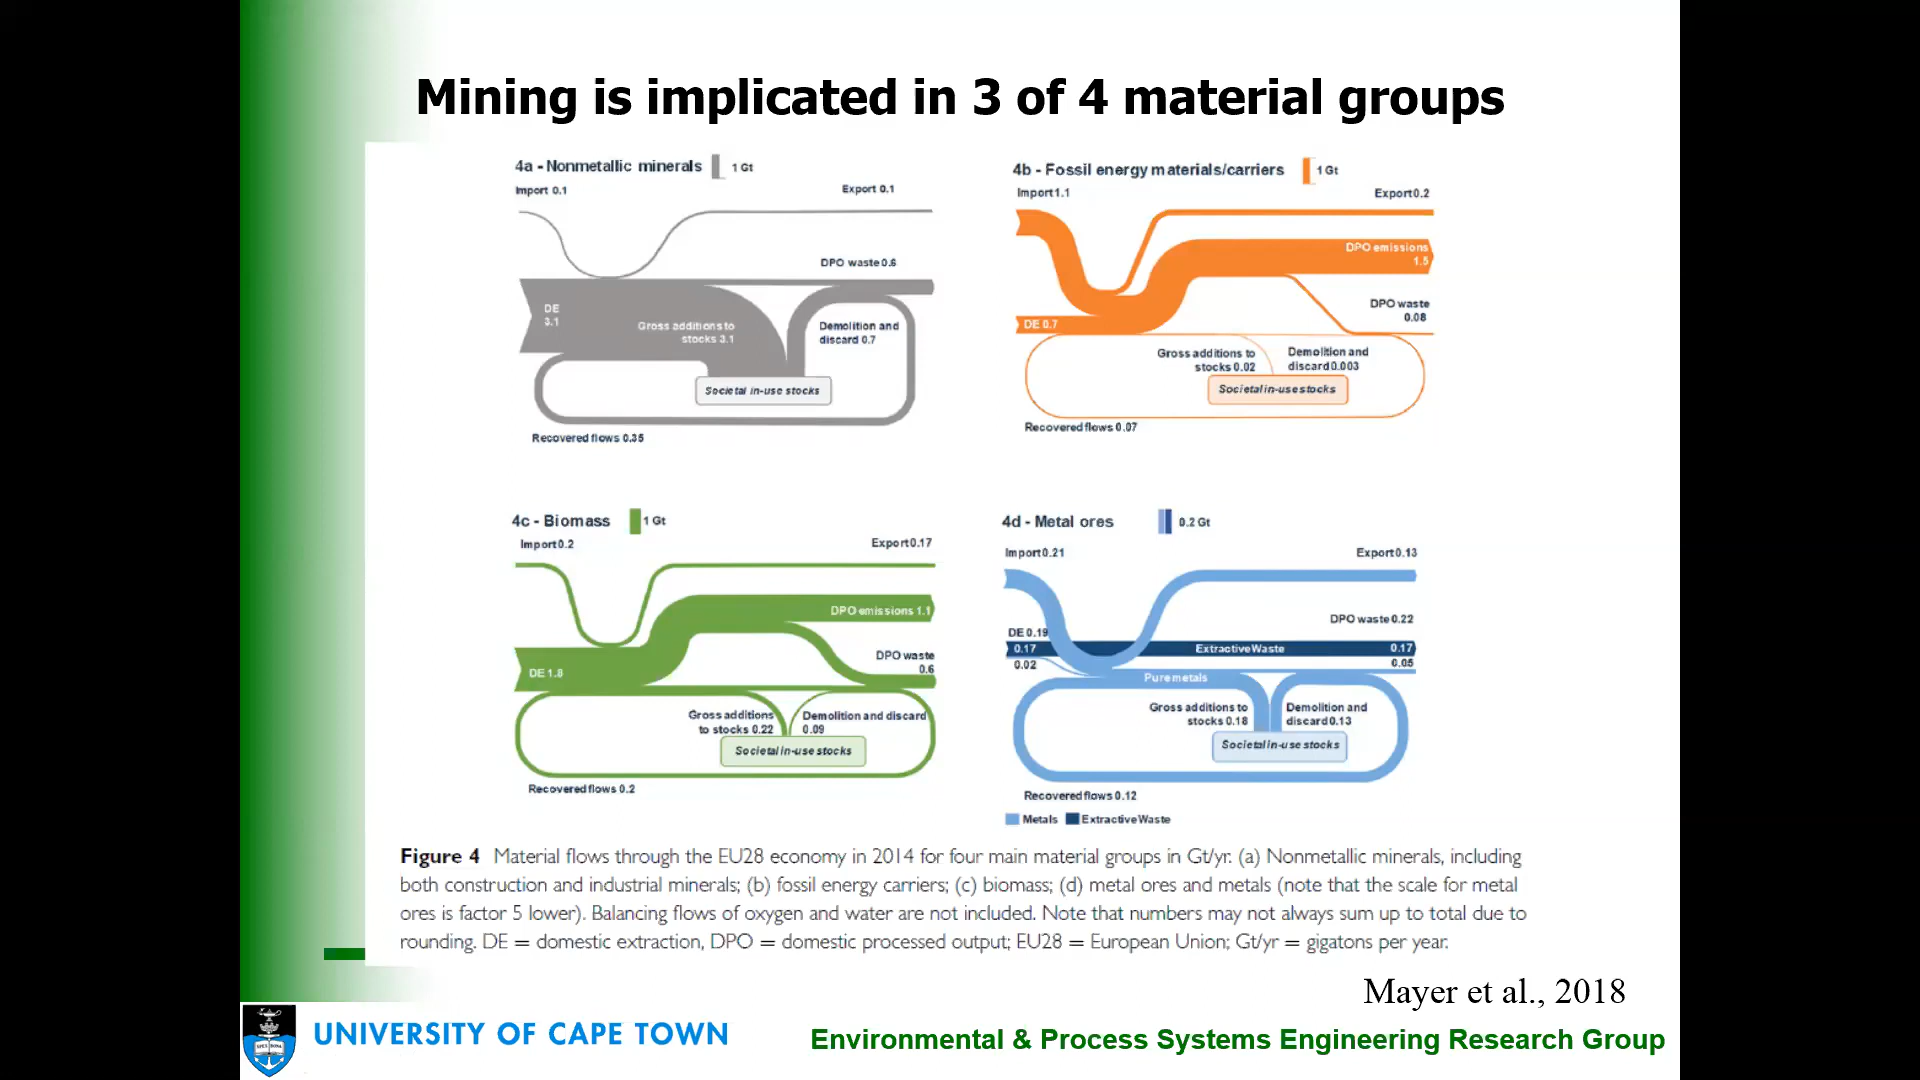 Mining is implicated in 3 of 4 material groups
4a - Nonmetallic minerals 1 Gt
Import 0.1
Export 0.1
DPO waste 0.6
DE
3.1
Gross additions to
stocks 3.1
Demolition and
discard 0.7
Societal in-use stocks
Recovered flows 0.35
4b - Fossil energy materials/carriers 1 Gt
Import 1.1
Export 0.2
DPO emissions
1.5
DPO waste
0.08
DE 0.7
Gross additions to
stocks 0.02
Demolition and
discard 0.003
Societal in-use stocks
Recovered flows 0.07
4c - Biomass 1 Gt
Import 0.2
Export 0.17
DPO emissions 1.1
DPO waste
0.6
DE 1.8
Gross additions
to stocks 0.22
Demolition and discard
0.09
Societal in-use stocks
Recovered flows 0.2
4d - Metal ores 0.2 Gt
Import 0.21
Export 0.13
DPO waste 0.22
DE 0.19
0.17 Extractive Waste 0.17
0.02 0.05
Pure metals
Gross additions to
stocks 0.18
Demolition and
discard 0.13
Societal in-use stocks
Recovered flows 0.12
Metals Extractive Waste
Figure 4 Material flows through the EU28 economy in 2014 for four main material groups in Gt/yr. (a) Nonmetallic minerals, including
both construction and industrial minerals; (b) fossil energy carriers; (c) biomass; (d) metal ores and metals (note that the scale for metal
ores is factor 5 lower). Balancing flows of oxygen and water are not included. Note that numbers may not always sum up to total due to
rounding. DE = domestic extraction, DPO = domestic processed output; EU28 = European Union; Gt/yr = gigatons per year.
Mayer et al., 2018
UNIVERSITY OF CAPE TOWN
Environmental & Process Systems Engineering Research Group